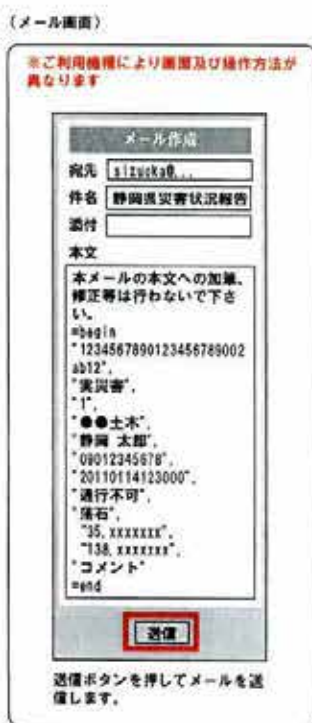 (メール画面)
※ご利用機種により画面及び操作方法が
異なります
メール作成
宛先 sizuoka@...
件名 静岡県災害状況報告
添付
本文
本メールの本文への加筆、
修正等は行わないで下さ
い。
=begin
"1234567890123456789002
ab12",
"実災害",
"1",
"●●土木",
"静岡 太郎",
"09012345678",
"20110114123000",
"通行不可",
"落石",
"35.xxxxxxx",
"138.xxxxxxx",
"コメント"
=end
送信
送信ボタンを押してメールを送
信します。